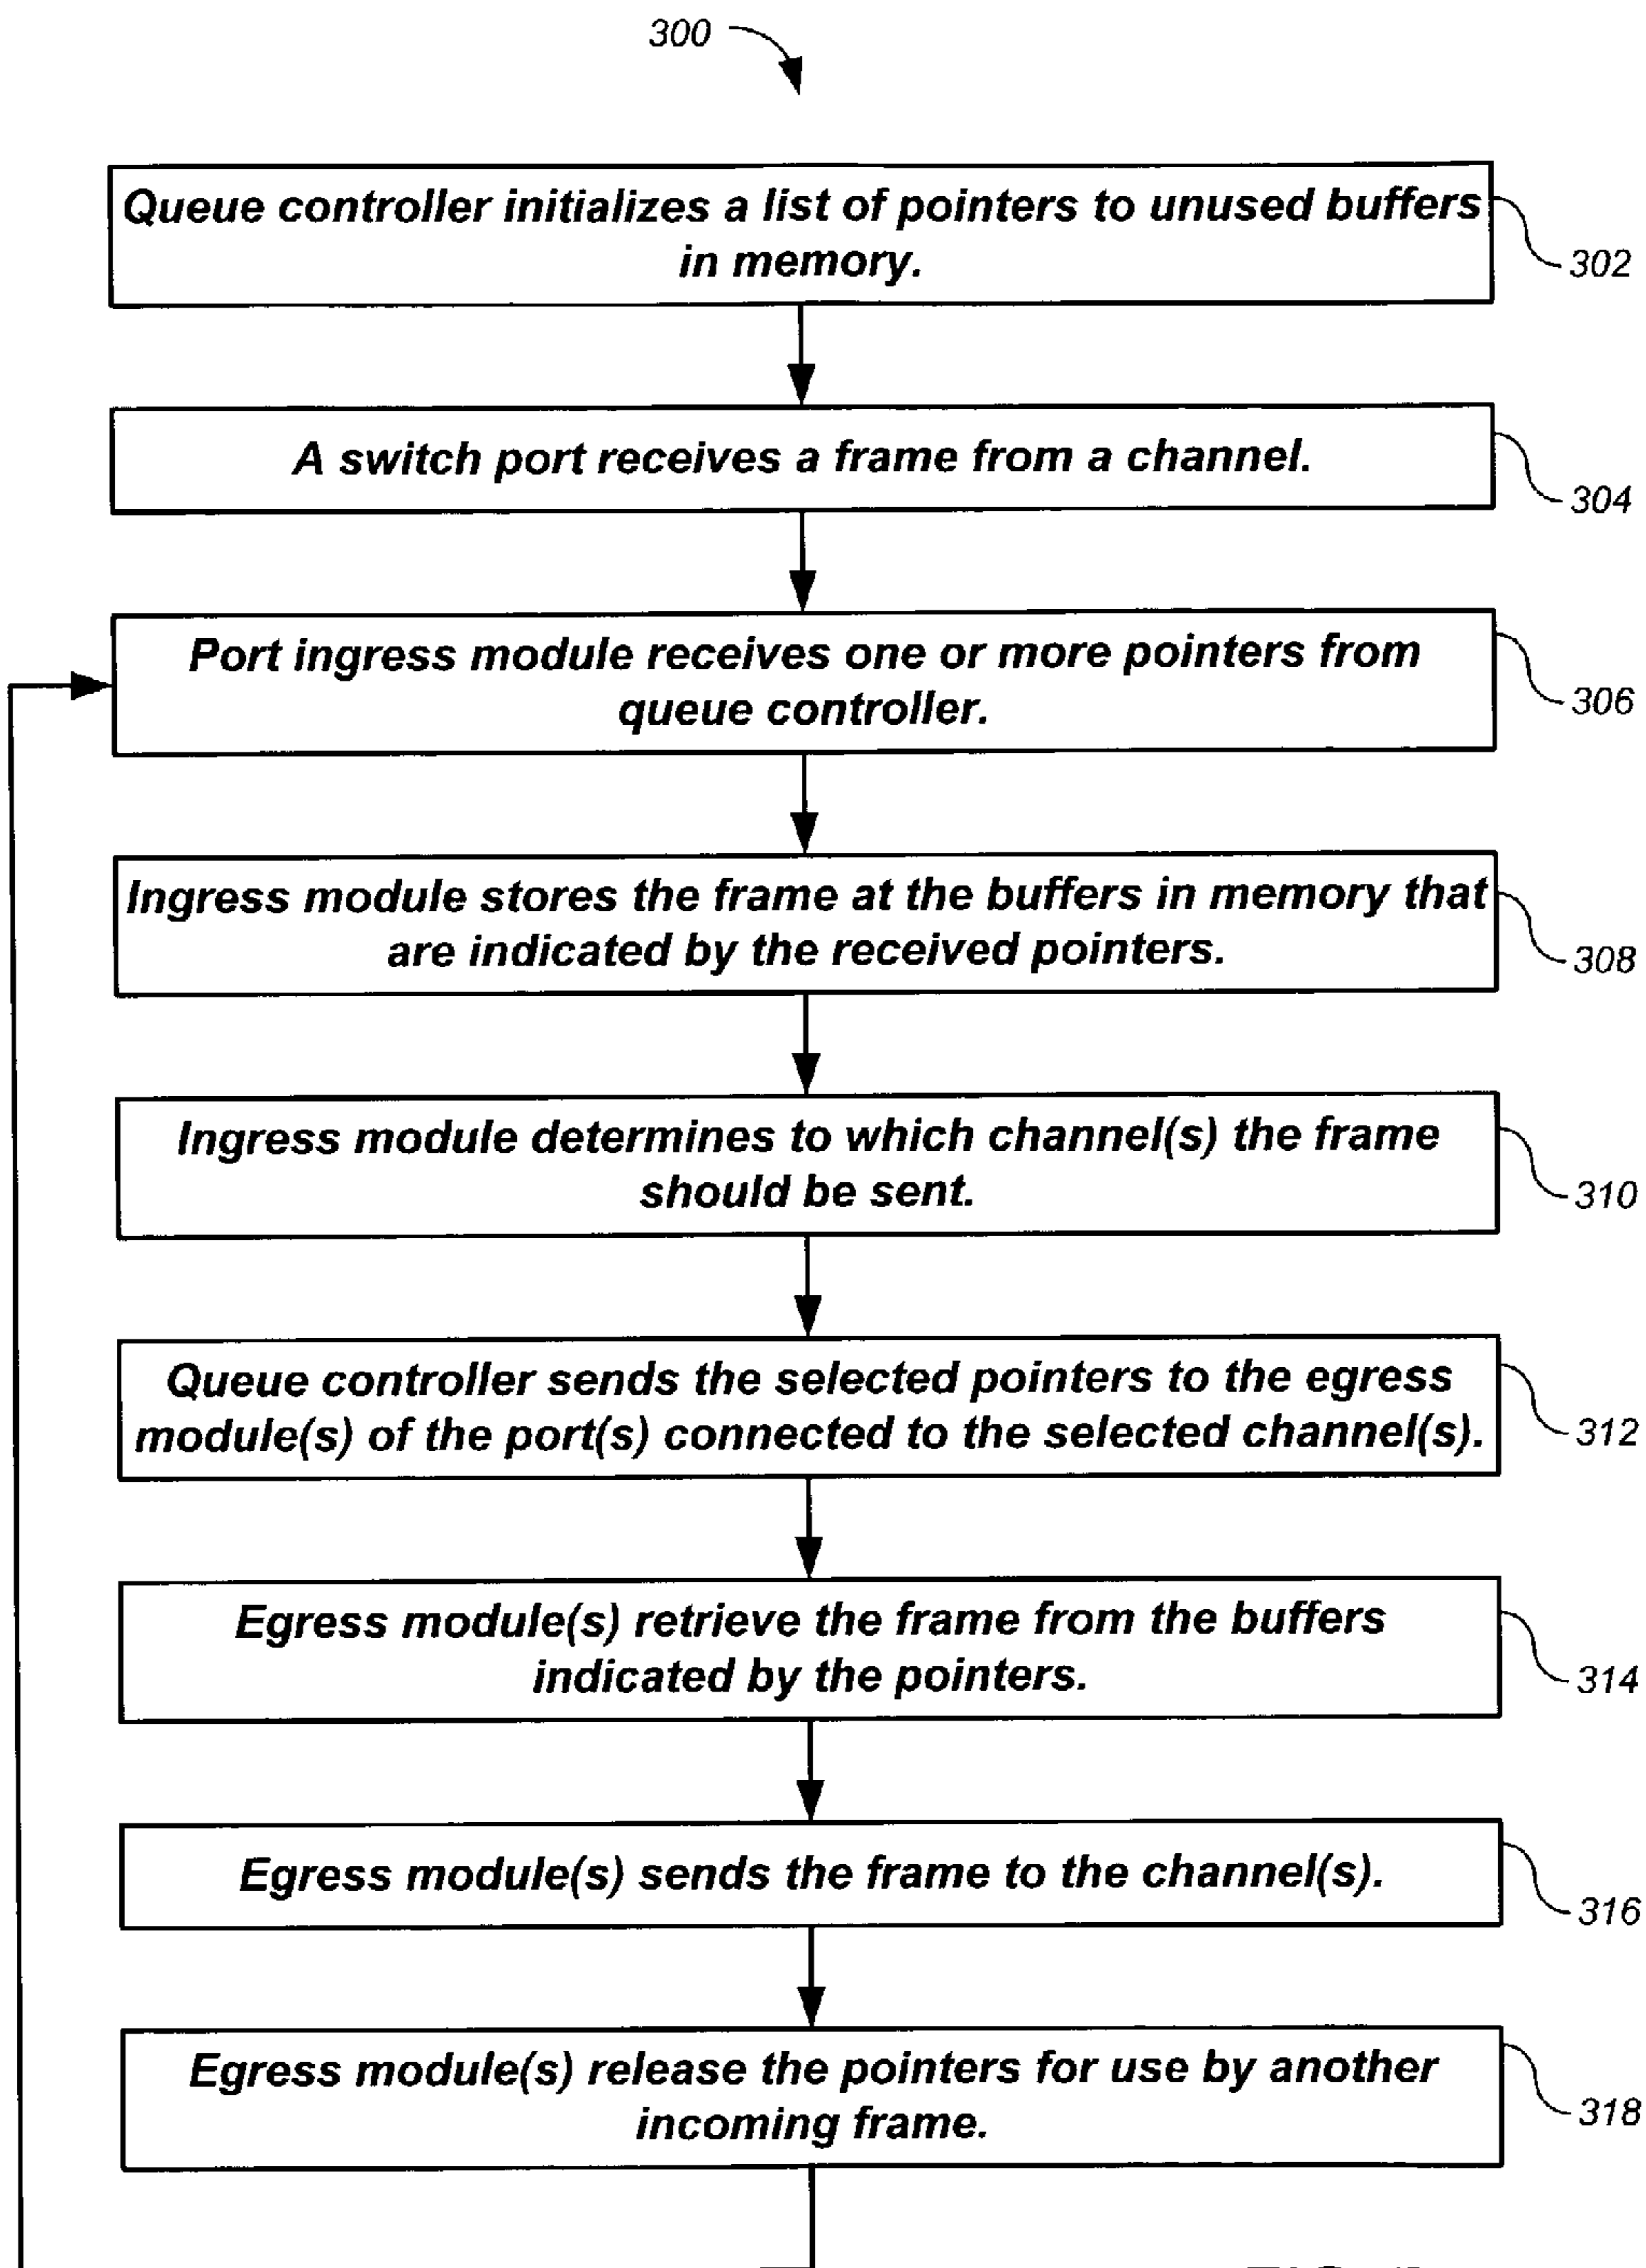 300
Queue controller initializes a list of pointers to unused buffers
in memory.
302
A switch port receives a frame from a channel.
304
Port ingress module receives one or more pointers from
queue controller.
306
Ingress module stores the frame at the buffers in memory that
are indicated by the received pointers.
308
Ingress module determines to which channel(s) the frame
should be sent.
310
Queue controller sends the selected pointers to the egress
module(s) of the port(s) connected to the selected channel(s).
312
Egress module(s) retrieve the frame from the buffers
indicated by the pointers.
314
Egress module(s) sends the frame to the channel(s).
316
Egress module(s) release the pointers for use by another
incoming frame.
318